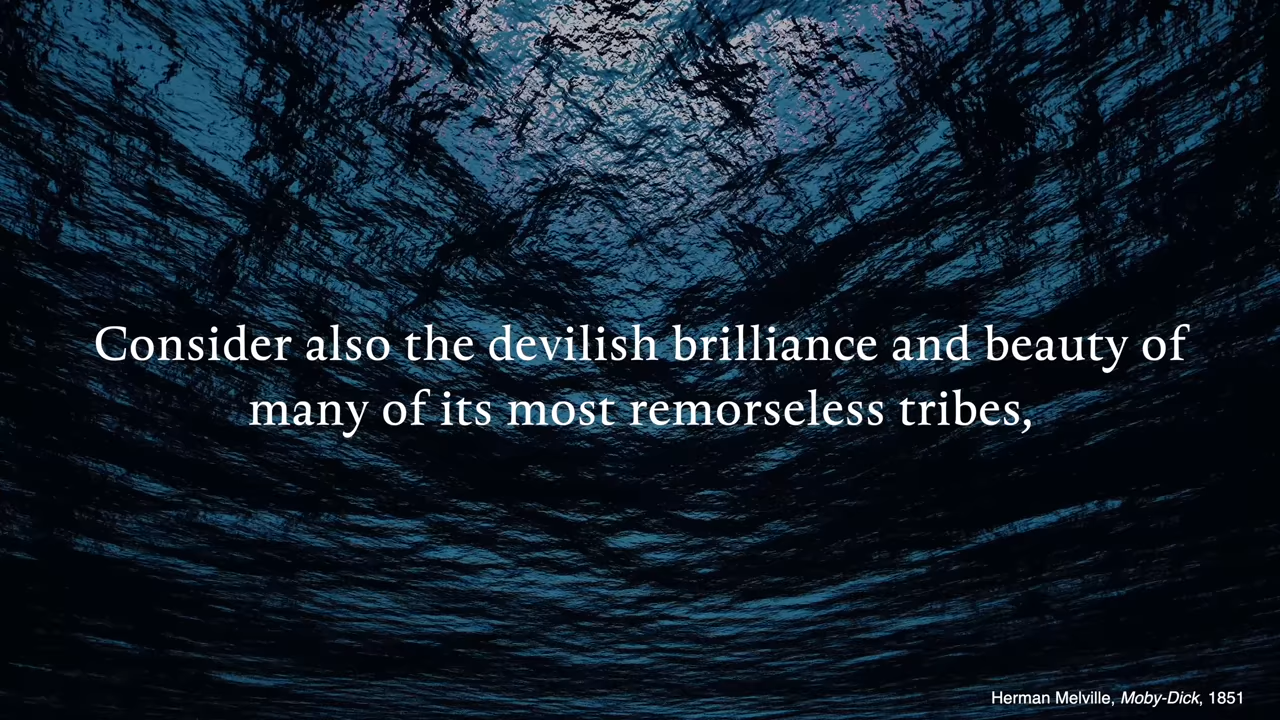 Consider also the devilish brilliance and beauty of
many of its most remorseless tribes,
Herman Melville, Moby-Dick, 1851